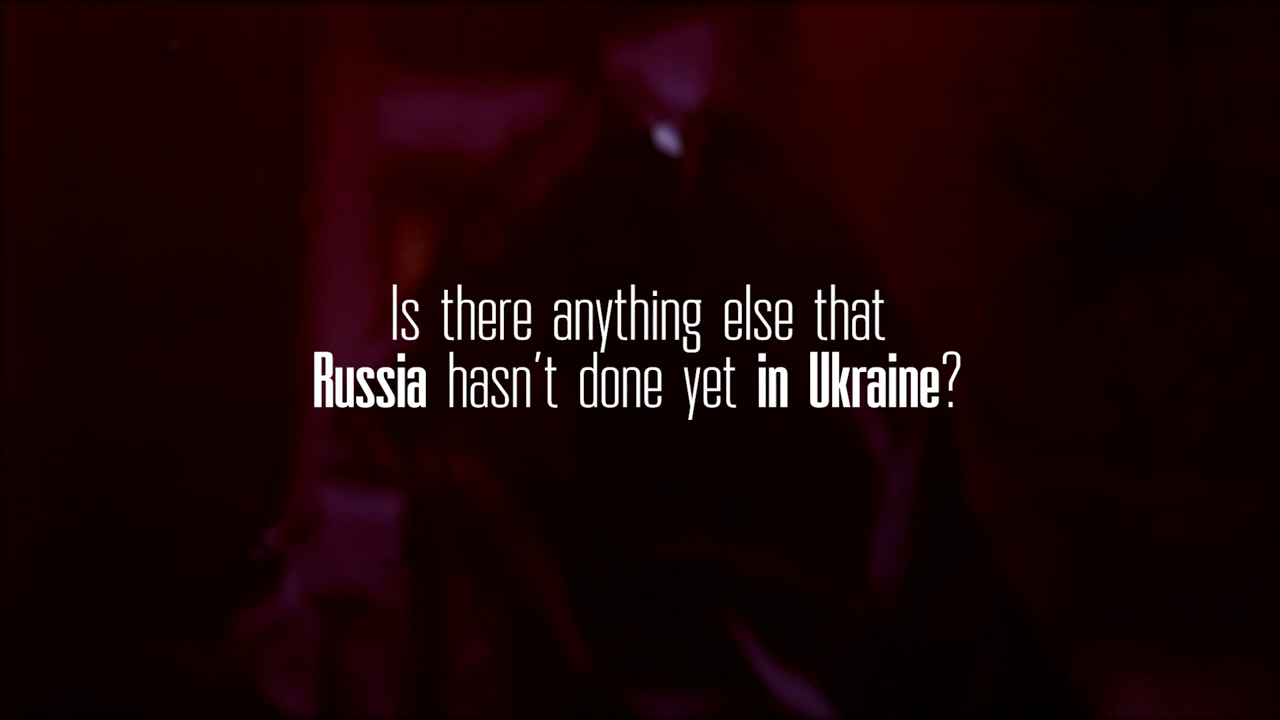 Is there anything else that
Russia hasn't done yet in Ukraine?